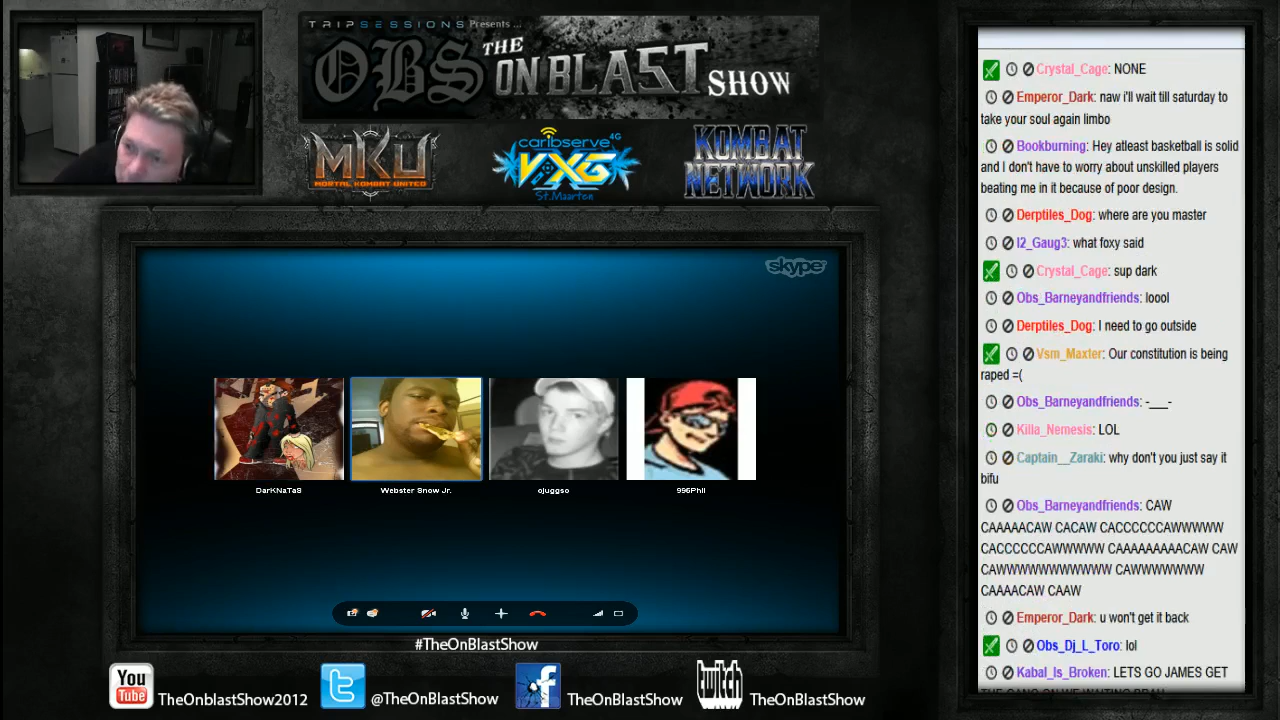 TRIPSESSIONS Presents ...
OBS THE ON BLAST SHOW
MKU
MORTAL KOMBAT UNITED
caribserve 4G
VXG
St.Maarten
KOMBAT
NETWORK
skype
DarKNaTaS
Webster Snow Jr.
ojuggso
996Phil
#TheOnBlastShow
You
Tube
TheOnblastShow2012
@TheOnBlastShow
f
TheOnBlastShow
twitch
TheOnBlastShow
Crystal_Cage: NONE
Emperor_Dark: naw i'll wait till saturday to
take your soul again limbo
Bookburning: Hey atleast basketball is solid
and I don't have to worry about unskilled players
beating me in it because of poor design.
Derptiles_Dog: where are you master
I2_Gaug3: what foxy said
Crystal_Cage: sup dark
Obs_Barneyandfriends: loool
Derptiles_Dog: I need to go outside
Vsm_Maxter: Our constitution is being
raped =(
Obs_Barneyandfriends: -___-
Killa_Nemesis: LOL
Captain__Zaraki: why don't you just say it
bifu
Obs_Barneyandfriends: CAW
CAAAAACAW CACAW CACCCCCCAWWWWW
CACCCCCCAWWWWW CAAAAAAAAACAW CAW
CAWWWWWWWWWWWW CAWWWWWWW
CAAAACAW CAAW
Emperor_Dark: u won't get it back
Obs_Dj_L_Toro: lol
Kabal_Is_Broken: LETS GO JAMES GET